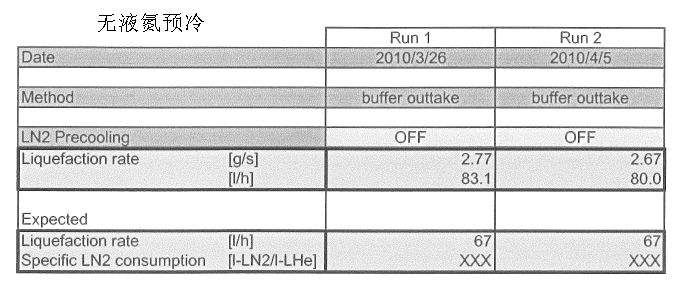 无液氮预冷
Run 1 Run 2
Date 2010/3/26 2010/4/5
Method buffer outtake buffer outtake
LN2 Precooling OFF OFF
Liquefaction rate [g/s] 2.77 2.67
[l/h] 83.1 80.0
Expected
Liquefaction rate [l/h] 67 67
Specific LN2 consumption [l-LN2/l-LHe] XXX XXX